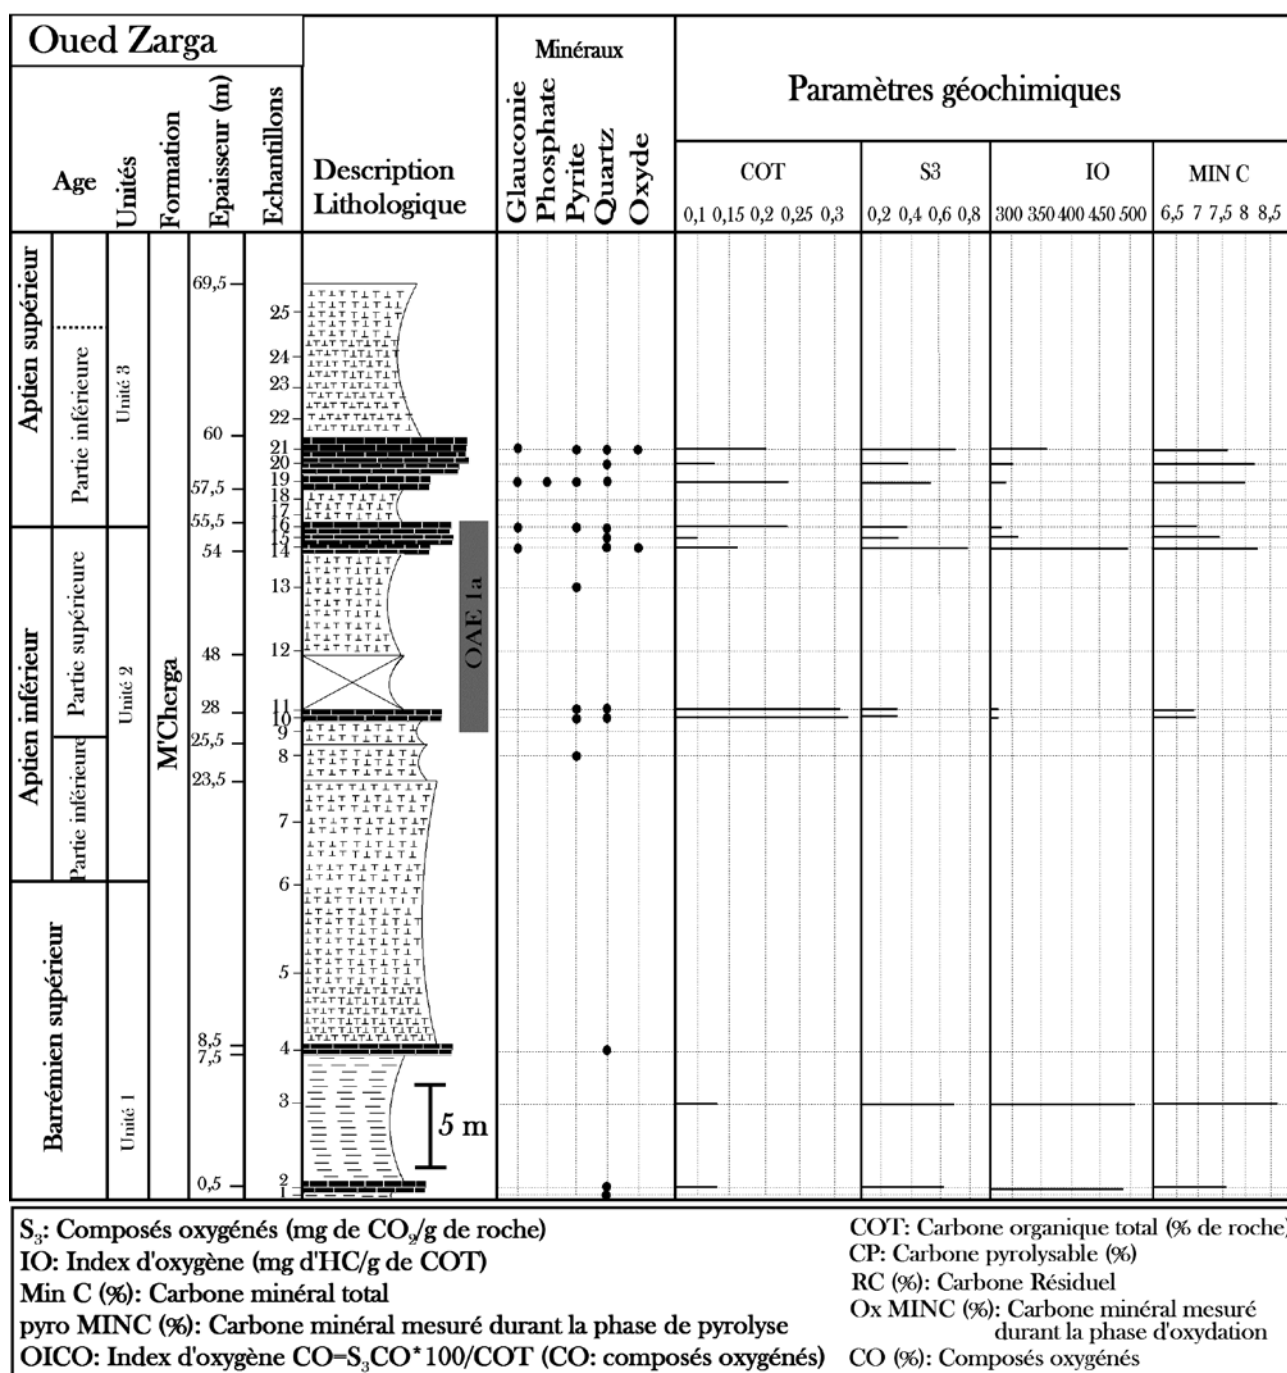 Oued Zarga
Age
Unités
Formation
Epaisseur (m)
Echantillons
Description
Lithologique
Minéraux
Glauconie
Phosphate
Pyrite
Quartz
Oxyde
Paramètres géochimiques
COT
S3
IO
MIN C
0,1 0,15 0,2 0,25 0,3
0,2 0,4 0,6 0,8
300 350 400 450 500
6,5 7 7,5 8 8,5
Aptien supérieur
Partie inférieure
Unité 3
Aptien inférieur
Partie supérieure
Partie inférieure
Unité 2
Barrémien supérieur
Unité 1
M'Cherga
69,5
60
57,5
55,5
54
48
28
25,5
23,5
8,5
7,5
0,5
25
24
23
22
21
20
19
18
17
16
15
14
13
12
11
10
9
8
7
6
5
4
3
2
1
OAE 1a
5 m
S3: Composés oxygénés (mg de CO2/g de roche)
IO: Index d'oxygène (mg d'HC/g de COT)
Min C (%): Carbone minéral total
pyro MINC (%): Carbone minéral mesuré durant la phase de pyrolyse
OICO: Index d'oxygène CO=S3CO*100/COT (CO: composés oxygénés)
COT: Carbone organique total (% de roche)
CP: Carbone pyrolysable (%)
RC (%): Carbone Résiduel
Ox MINC (%): Carbone minéral mesuré
durant la phase d'oxydation
CO (%): Composés oxygénés